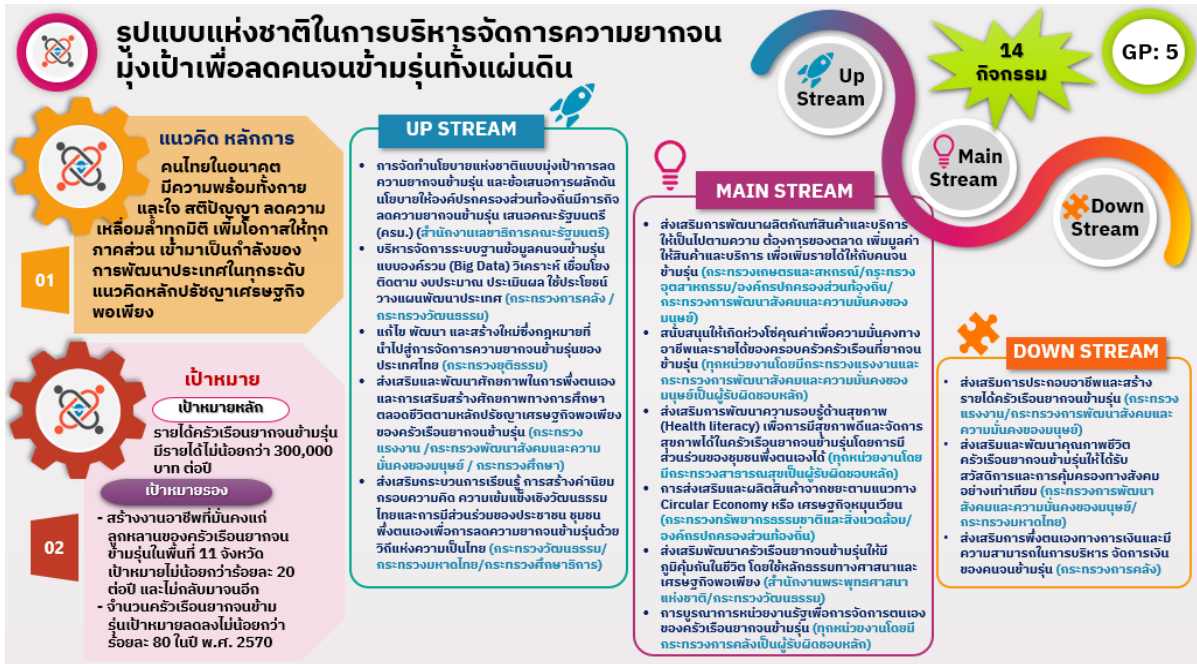 รูปแบบแห่งชาติในการบริหารจัดการความยากจน
มุ่งเป้าเพื่อลดคนจนข้ามรุ่นทั้งแผ่นดิน
Up
Stream
Main
Stream
Down
Stream
14
กิจกรรม
GP: 5
01
แนวคิด หลักการ
คนไทยในอนาคต
มีความพร้อมทั้งกาย
และใจ สติปัญญา ลดความ
เหลื่อมล้ำทุกมิติ เพิ่มโอกาสให้ทุก
ภาคส่วน เข้ามาเป็นกำลังของ
การพัฒนาประเทศในทุกระดับ
แนวคิดหลักปรัชญาเศรษฐกิจ
พอเพียง
02
เป้าหมาย
เป้าหมายหลัก
รายได้ครัวเรือนยากจนข้ามรุ่น
มีรายได้ไม่น้อยกว่า 300,000
บาท ต่อปี
เป้าหมายรอง
- สร้างงานอาชีพที่มั่นคงแก่
ลูกหลานของครัวเรือนยากจน
ข้ามรุ่นในพื้นที่ 11 จังหวัด
เป้าหมายไม่น้อยกว่าร้อยละ 20
ต่อปี และไม่กลับมาจนอีก
- จำนวนครัวเรือนยากจนข้าม
รุ่นเป้าหมายลดลงไม่น้อยกว่า
ร้อยละ 80 ในปี พ.ศ. 2570
UP STREAM
• การจัดทำนโยบายแห่งชาติแบบมุ่งเป้าการลด
ความยากจนข้ามรุ่น และข้อเสนอการผลักดัน
นโยบายให้องค์ปกครองส่วนท้องถิ่นมีภารกิจ
ลดความยากจนข้ามรุ่น เสนอคณะรัฐมนตรี
(ครม.) (สำนักงานเลขาธิการคณะรัฐมนตรี)
• บริหารจัดการระบบฐานข้อมูลคนจนข้ามรุ่น
แบบองค์รวม (Big Data) วิเคราะห์ เชื่อมโยง
ติดตาม งบประมาณ ประเมินผล ใช้ประโยชน์
วางแผนพัฒนาประเทศ (กระทรวงการคลัง /
กระทรวงวัฒนธรรม)
• แก้ไข พัฒนา และสร้างใหม่ซึ่งกฎหมายที่
นำไปสู่การจัดการความยากจนข้ามรุ่นของ
ประเทศไทย (กระทรวงยุติธรรม)
• ส่งเสริมและพัฒนาศักยภาพในการพึ่งตนเอง
และการเสริมสร้างศักยภาพทางการศึกษา
ตลอดชีวิตตามหลักปรัชญาเศรษฐกิจพอเพียง
ของครัวเรือนยากจนข้ามรุ่น (กระทรวง
แรงงาน /กระทรวงพัฒนาสังคมและความ
มั่นคงของมนุษย์ / กระทรวงศึกษา)
• ส่งเสริมกระบวนการเรียนรู้ การสร้างค่านิยม
กรอบความคิด ความเข้มแข็งเชิงวัฒนธรรม
ไทยและการมีส่วนร่วมของประชาชน ชุมชน
พึ่งตนเองเพื่อการลดความยากจนข้ามรุ่นด้วย
วิถีแห่งความเป็นไทย (กระทรวงวัฒนธรรม/
กระทรวงมหาดไทย/กระทรวงศึกษาธิการ)
MAIN STREAM
• ส่งเสริมการพัฒนาผลิตภัณฑ์สินค้าและบริการ
ให้เป็นไปตามความ ต้องการของตลาด เพิ่มมูลค่า
ให้สินค้าและบริการ เพื่อเพิ่มรายได้ให้กับคนจน
ข้ามรุ่น (กระทรวงเกษตรและสหกรณ์/กระทรวง
อุตสาหกรรม/องค์กรปกครองส่วนท้องถิ่น/
กระทรวงการพัฒนาสังคมและความมั่นคงของ
มนุษย์)
• สนับสนุนให้เกิดห่วงโซ่คุณค่าเพื่อความมั่นคงทาง
อาชีพและรายได้ของครอบครัวครัวเรือนที่ยากจน
ข้ามรุ่น (ทุกหน่วยงานโดยมีกระทรวงแรงงานและ
กระทรวงการพัฒนาสังคมและความมั่นคงของ
มนุษย์เป็นผู้รับผิดชอบหลัก)
• ส่งเสริมการพัฒนาความรอบรู้ด้านสุขภาพ
(Health literacy) เพื่อการมีสุขภาพดีและจัดการ
สุขภาพได้ในครัวเรือนยากจนข้ามรุ่นโดยการมี
ส่วนร่วมของชุมชนพึ่งตนเองได้ (ทุกหน่วยงานโดย
มีกระทรวงสาธารณสุขเป็นผู้รับผิดชอบหลัก)
• การส่งเสริมและผลิตสินค้าจากขยะตามแนวทาง
Circular Economy หรือ เศรษฐกิจหมุนเวียน
(กระทรวงทรัพยากรธรรมชาติและสิ่งแวดล้อม/
องค์กรปกครองส่วนท้องถิ่น)
• ส่งเสริมพัฒนาครัวเรือนยากจนข้ามรุ่นให้มี
ภูมิคุ้มกันในชีวิต โดยใช้หลักธรรมทางศาสนาและ
เศรษฐกิจพอเพียง (สำนักงานพระพุทธศาสนา
แห่งชาติ/กระทรวงวัฒนธรรม)
• การบูรณาการหน่วยงานรัฐเพื่อการจัดการตนเอง
ของครัวเรือนยากจนข้ามรุ่น (ทุกหน่วยงานโดยมี
กระทรวงการคลังเป็นผู้รับผิดชอบหลัก)
DOWN STREAM
• ส่งเสริมการประกอบอาชีพและสร้าง
รายได้ครัวเรือนยากจนข้ามรุ่น (กระทรวง
แรงงาน/กระทรวงการพัฒนาสังคมและ
ความมั่นคงของมนุษย์)
• ส่งเสริมและพัฒนาคุณภาพชีวิต
ครัวเรือนยากจนข้ามรุ่นให้ได้รับ
สวัสดิการและการคุ้มครองทางสังคม
อย่างเท่าเทียม (กระทรวงการพัฒนา
สังคมและความมั่นคงของมนุษย์/
กระทรวงมหาดไทย)
• ส่งเสริมการพึ่งตนเองทางการเงินและมี
ความสามารถในการบริหาร จัดการเงิน
ของคนจนข้ามรุ่น (กระทรวงการคลัง)